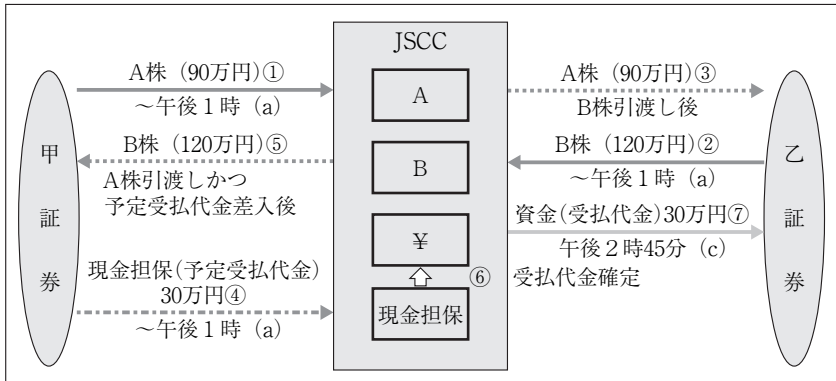 JSCC
甲証券
A株（90万円）①
～午後１時（a）
B株（120万円）⑤
A株引渡しかつ
予定受払代金差入後
現金担保（予定受払代金）
30万円④
～午後１時（a）
A
B
¥
⑥
現金担保
A株（90万円）③
B株引渡し後
B株（120万円）②
～午後１時（a）
資金（受払代金）30万円⑦
午後２時45分（c）
受払代金確定
乙証券